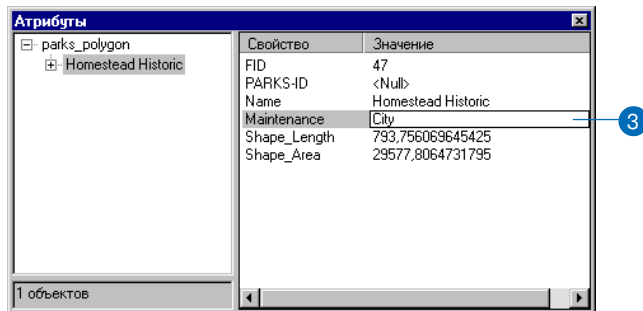 Атрибуты
parks_polygon
Homestead Historic
Свойство Значение
FID 47
PARKS-ID <Null>
Name Homestead Historic
Maintenance City
Shape_Length 793,756069645425
Shape_Area 29577,8064731795
3
1 объектов